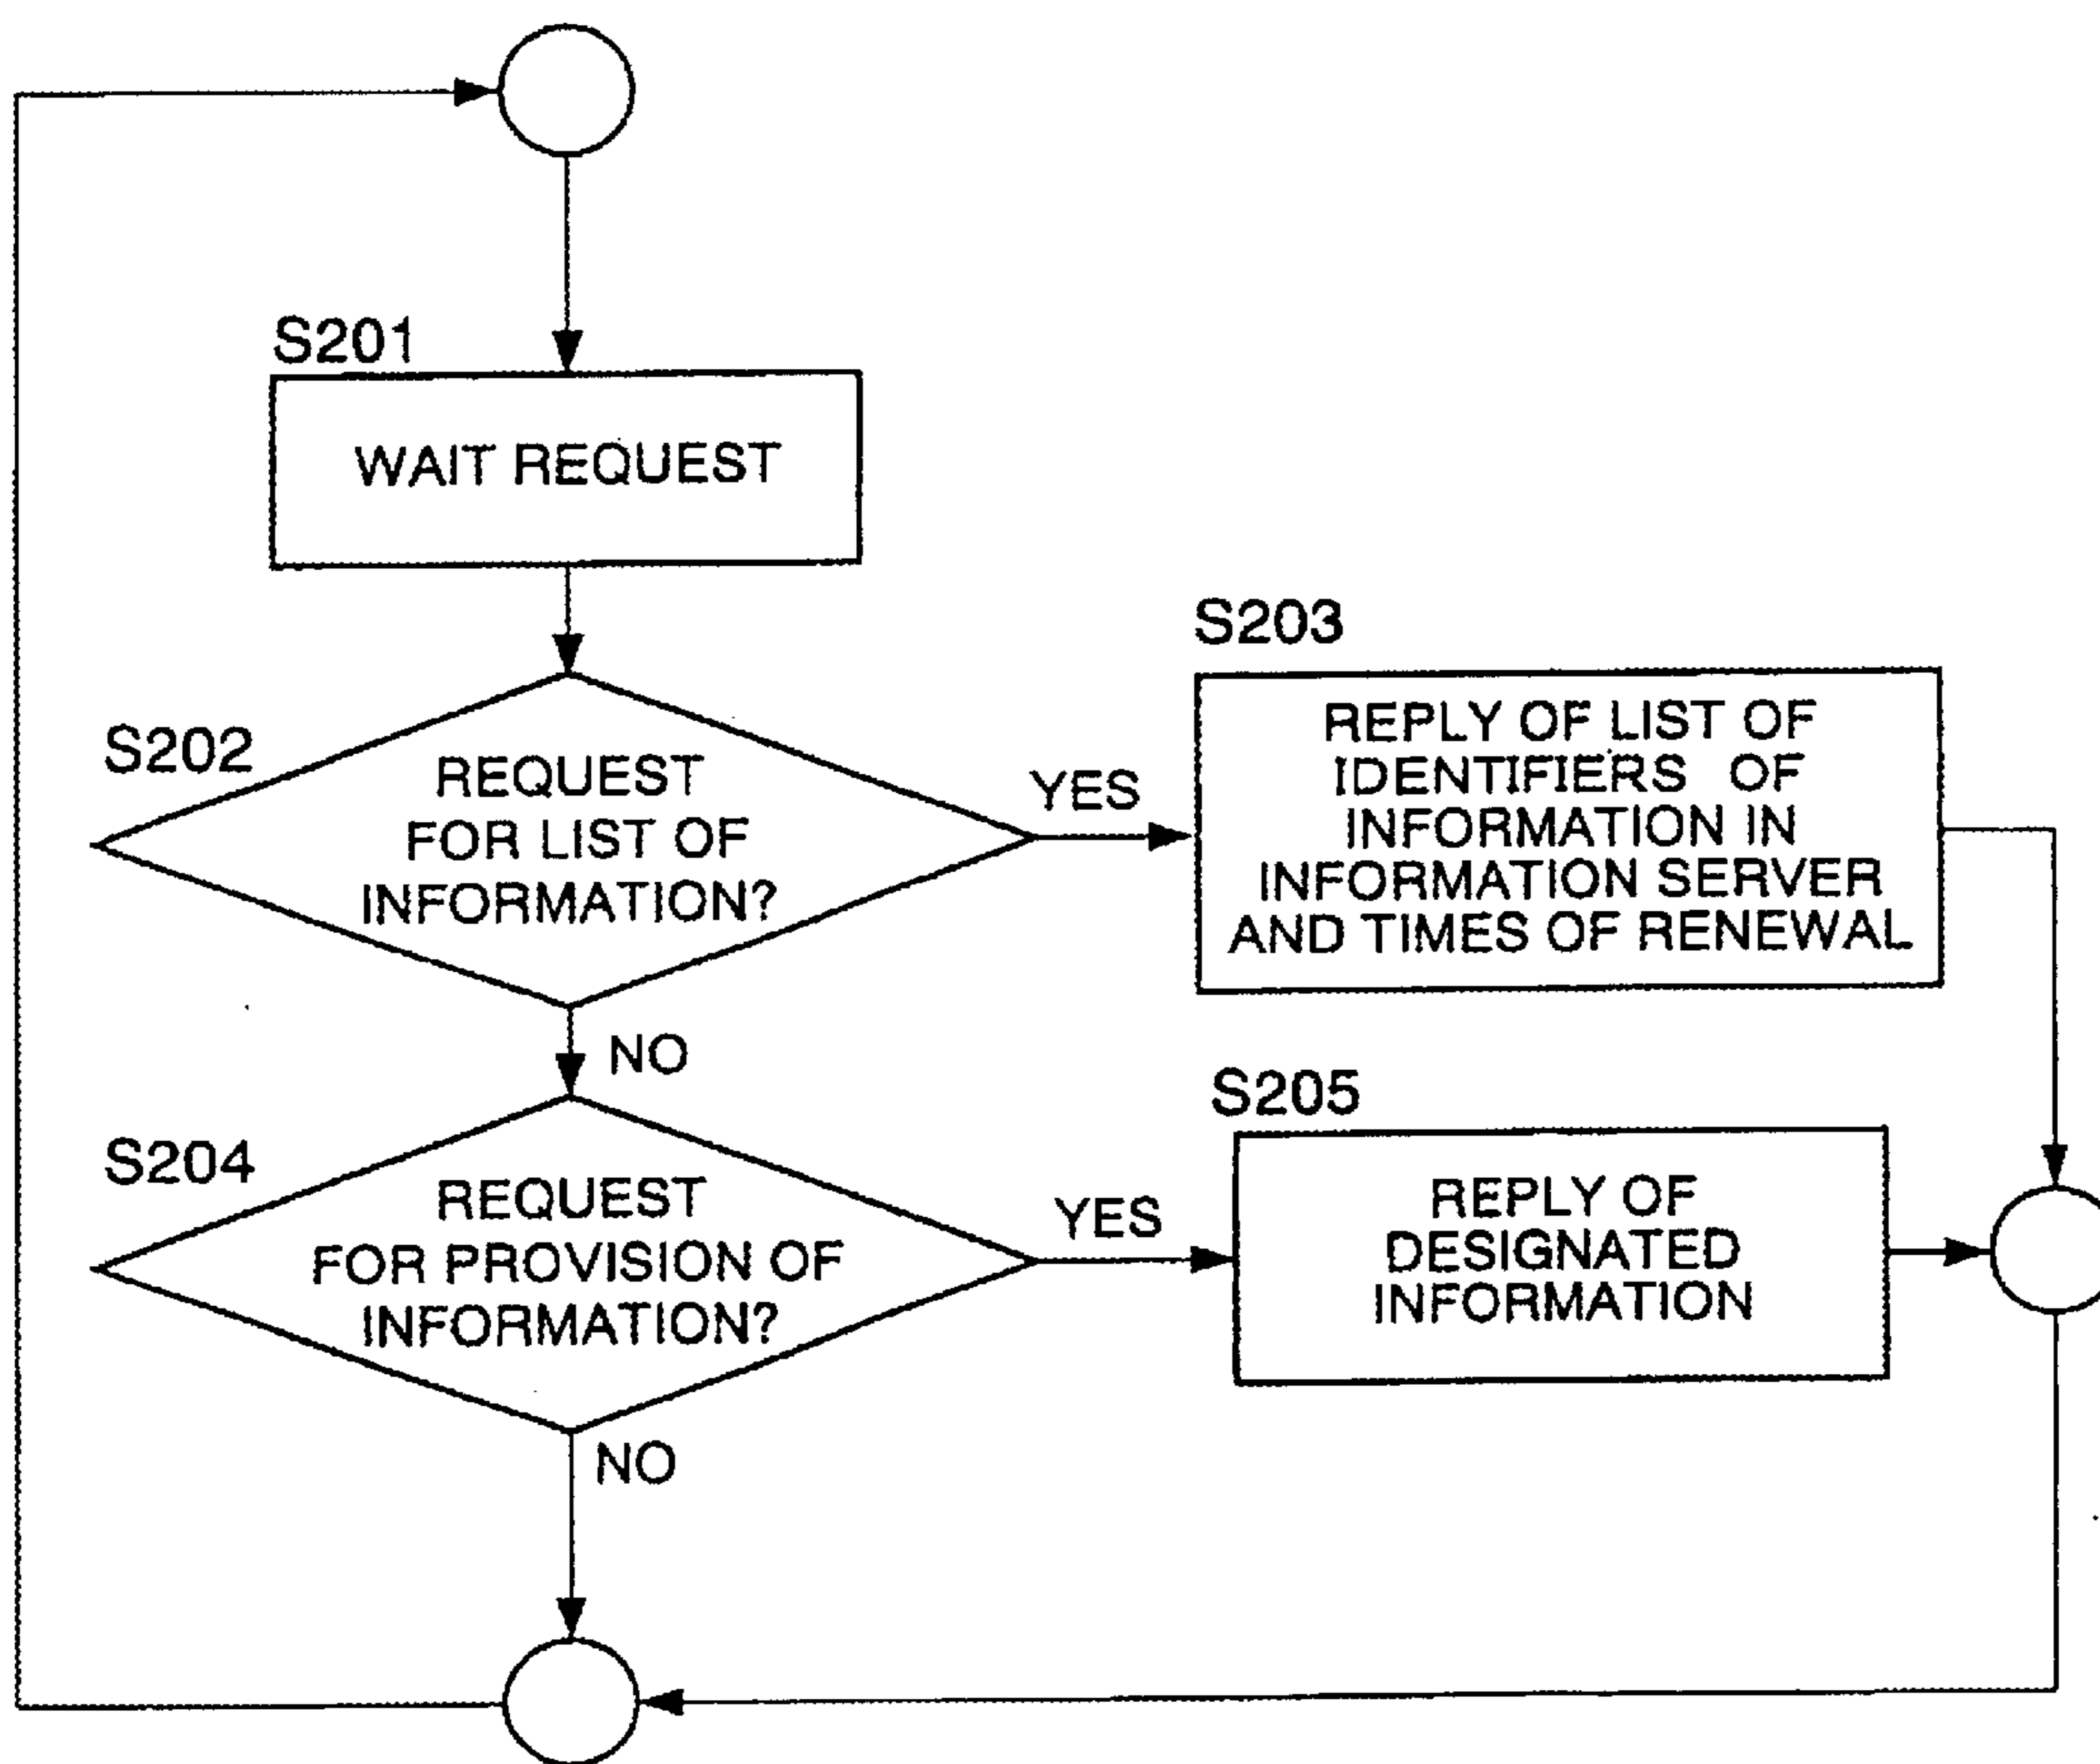 S201
WAIT REQUEST
S202
REQUEST
FOR LIST OF
INFORMATION?
YES
S203
REPLY OF LIST OF
IDENTIFIERS OF
INFORMATION IN
INFORMATION SERVER
AND TIMES OF RENEWAL
NO
S204
REQUEST
FOR PROVISION OF
INFORMATION?
YES
S205
REPLY OF
DESIGNATED
INFORMATION
NO